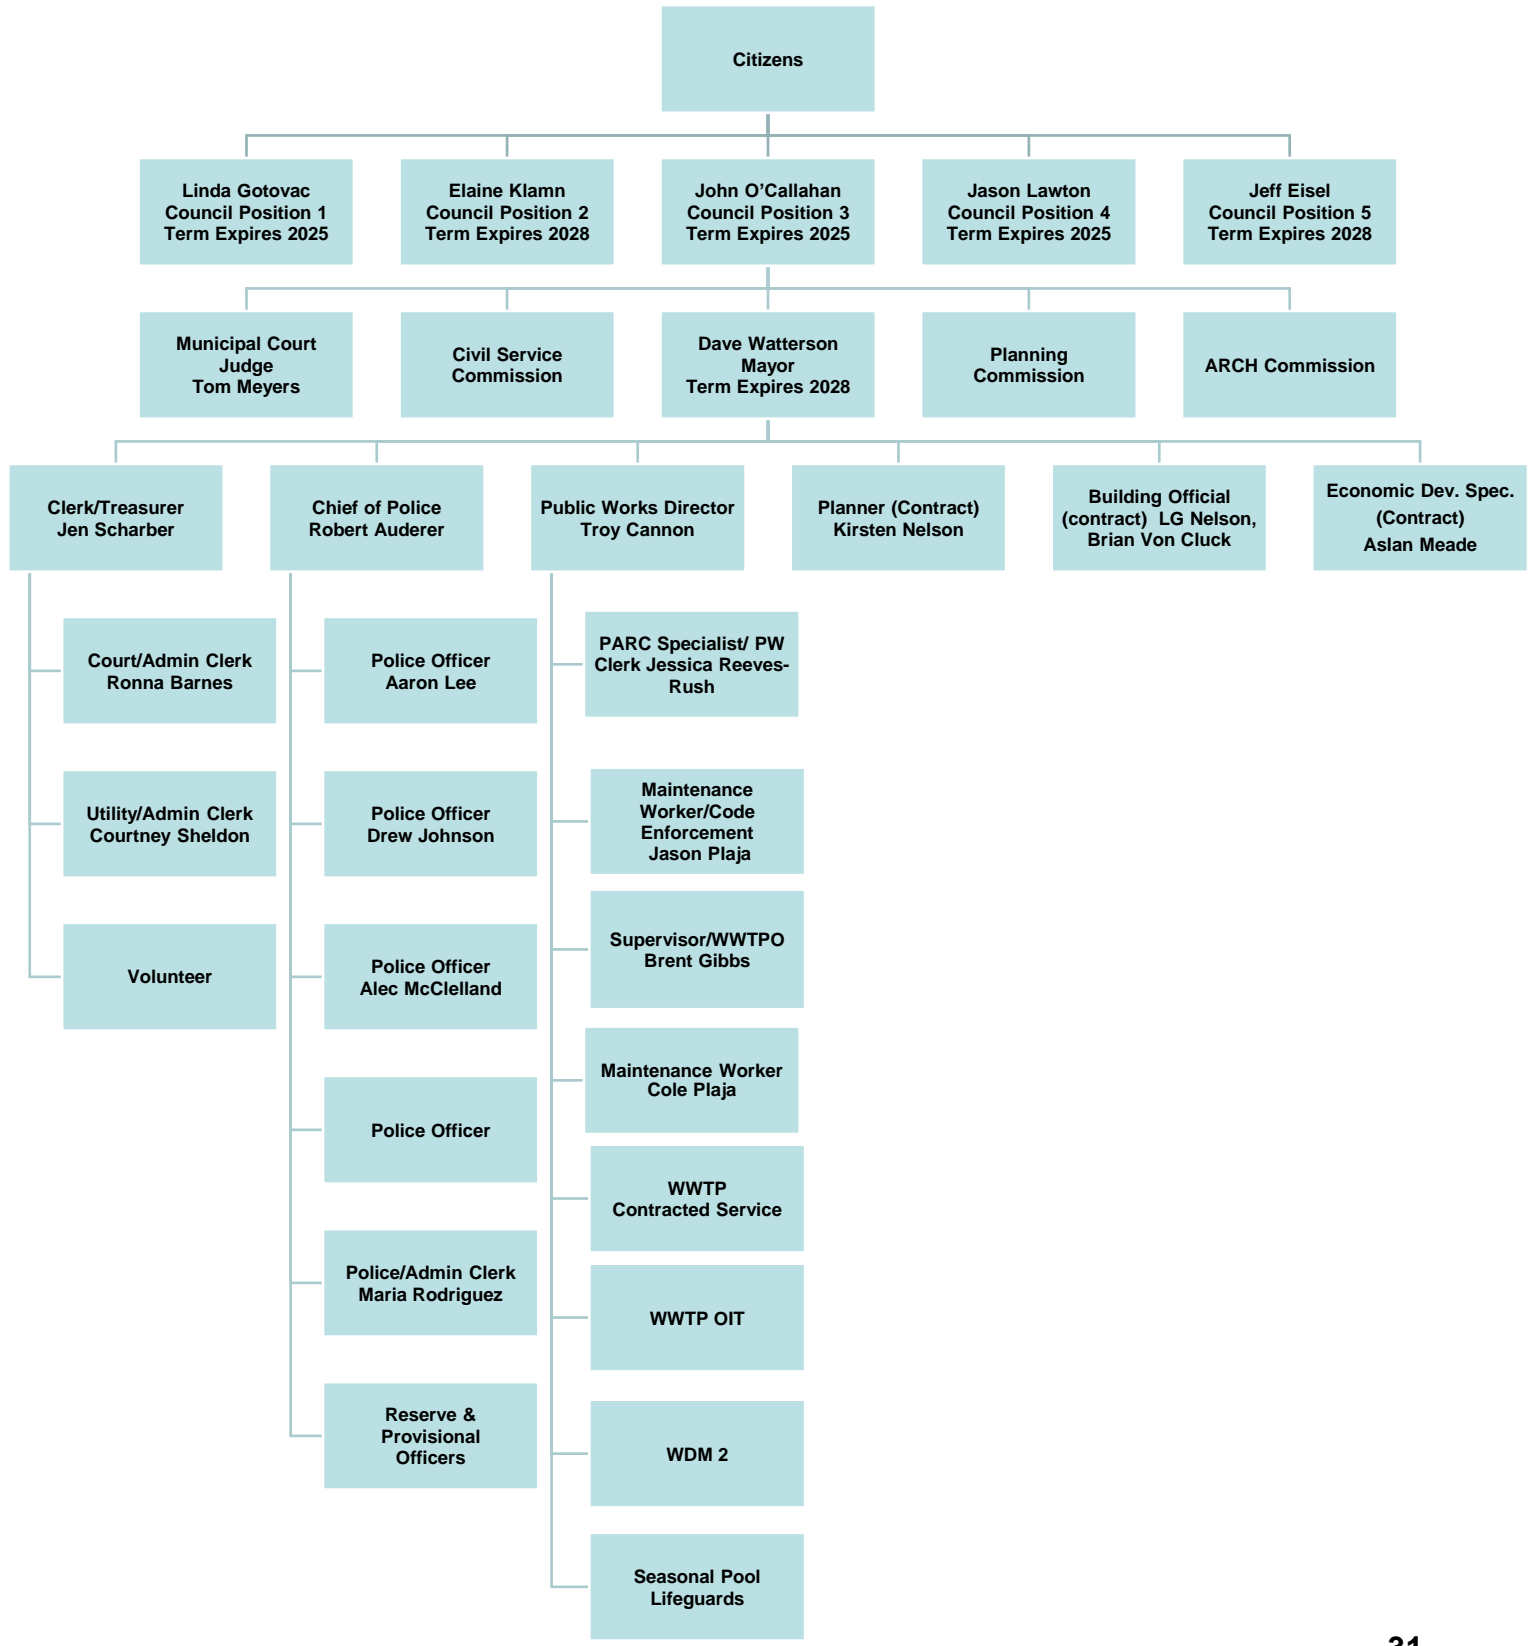 Citizens
Linda Gotovac
Council Position 1
Term Expires 2025
Elaine Klamn
Council Position 2
Term Expires 2028
John O’Callahan
Council Position 3
Term Expires 2025
Jason Lawton
Council Position 4
Term Expires 2025
Jeff Eisel
Council Position 5
Term Expires 2028
Municipal Court
Judge
Tom Meyers
Civil Service
Commission
Dave Watterson
Mayor
Term Expires 2028
Planning
Commission
ARCH Commission
Clerk/Treasurer
Jen Scharber
Chief of Police
Robert Auderer
Public Works Director
Troy Cannon
Planner (Contract)
Kirsten Nelson
Building Official
(contract) LG Nelson,
Brian Von Cluck
Economic Dev. Spec.
(Contract)
Aslan Meade
Court/Admin Clerk
Ronna Barnes
Utility/Admin Clerk
Courtney Sheldon
Volunteer
Police Officer
Aaron Lee
Police Officer
Drew Johnson
Police Officer
Alec McClelland
Police Officer
Police/Admin Clerk
Maria Rodriguez
Reserve &
Provisional
Officers
PARC Specialist/ PW
Clerk Jessica Reeves-
Rush
Maintenance
Worker/Code
Enforcement
Jason Plaja
Supervisor/WWTPO
Brent Gibbs
Maintenance Worker
Cole Plaja
WWTP
Contracted Service
WWTP OIT
WDM 2
Seasonal Pool
Lifeguards
31